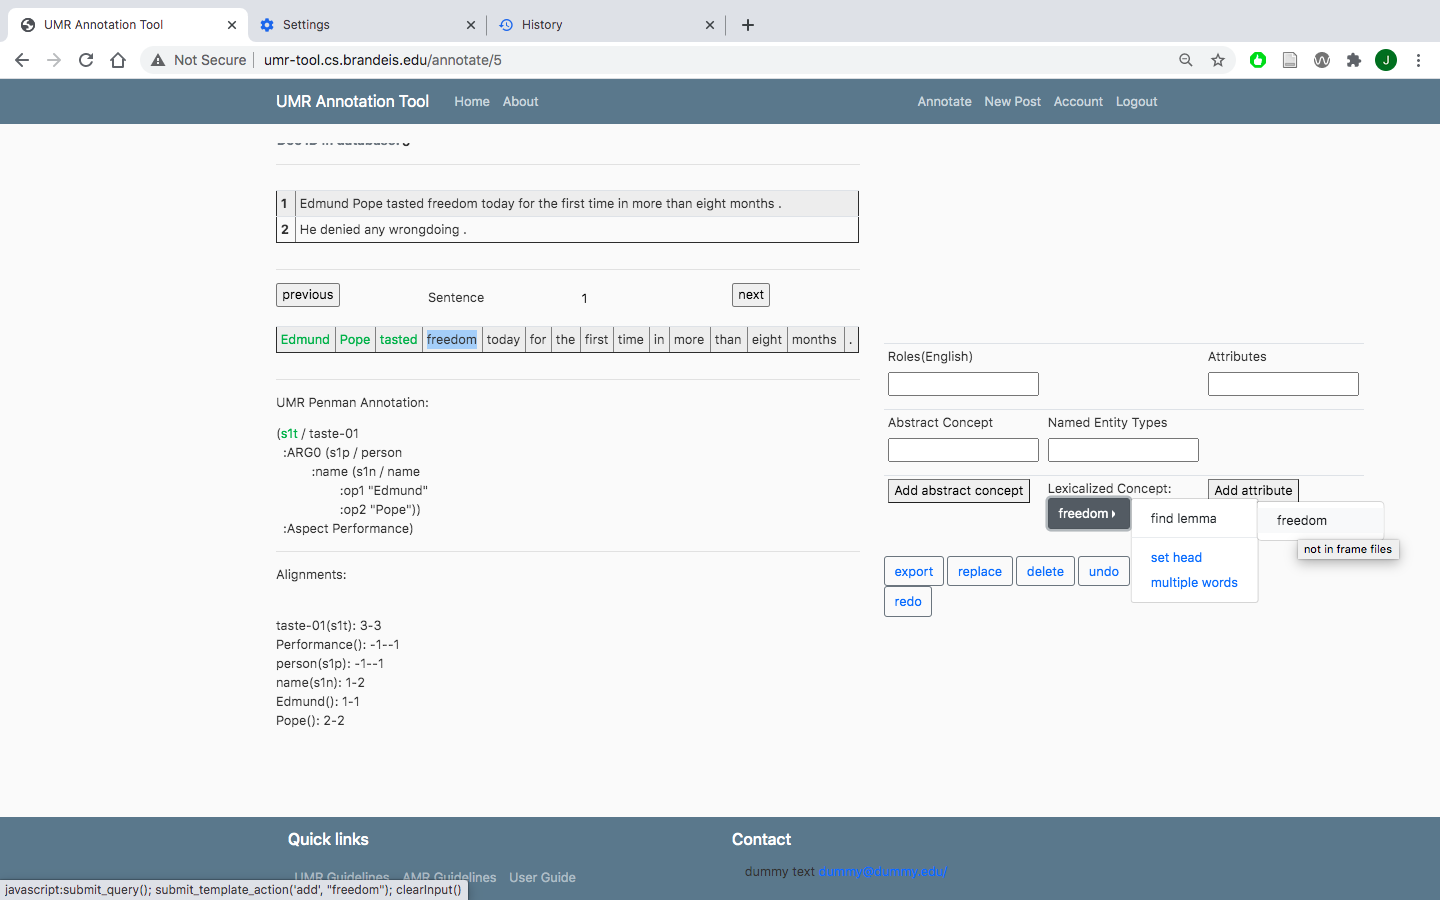 UMR Annotation Tool
Settings
History
Not Secure
umr-tool.cs.brandeis.edu/annotate/5
J
UMR Annotation Tool
Home
About
Annotate
New Post
Account
Logout
1 Edmund Pope tasted freedom today for the first time in more than eight months .
2 He denied any wrongdoing .
previous
Sentence
1
next
Edmund Pope tasted freedom today for the first time in more than eight months .
Roles(English)
Attributes
UMR Penman Annotation:
Abstract Concept
Named Entity Types
(s1t / taste-01
:ARG0 (s1p / person
:name (s1n / name
:op1 "Edmund"
:op2 "Pope"))
:Aspect Performance)
Add abstract concept
Lexicalized Concept:
Add attribute
freedom
find lemma
freedom
not in frame files
set head
multiple words
export
replace
delete
undo
redo
Alignments:
taste-01(s1t): 3-3
Performance(): -1--1
person(s1p): -1--1
name(s1n): 1-2
Edmund(): 1-1
Pope(): 2-2
Quick links
Contact
UMR Guidelines
AMR Guidelines
User Guide
dummy text dummy@dummy.edu/
javascript:submit_query(); submit_template_action('add', "freedom"); clearInput()